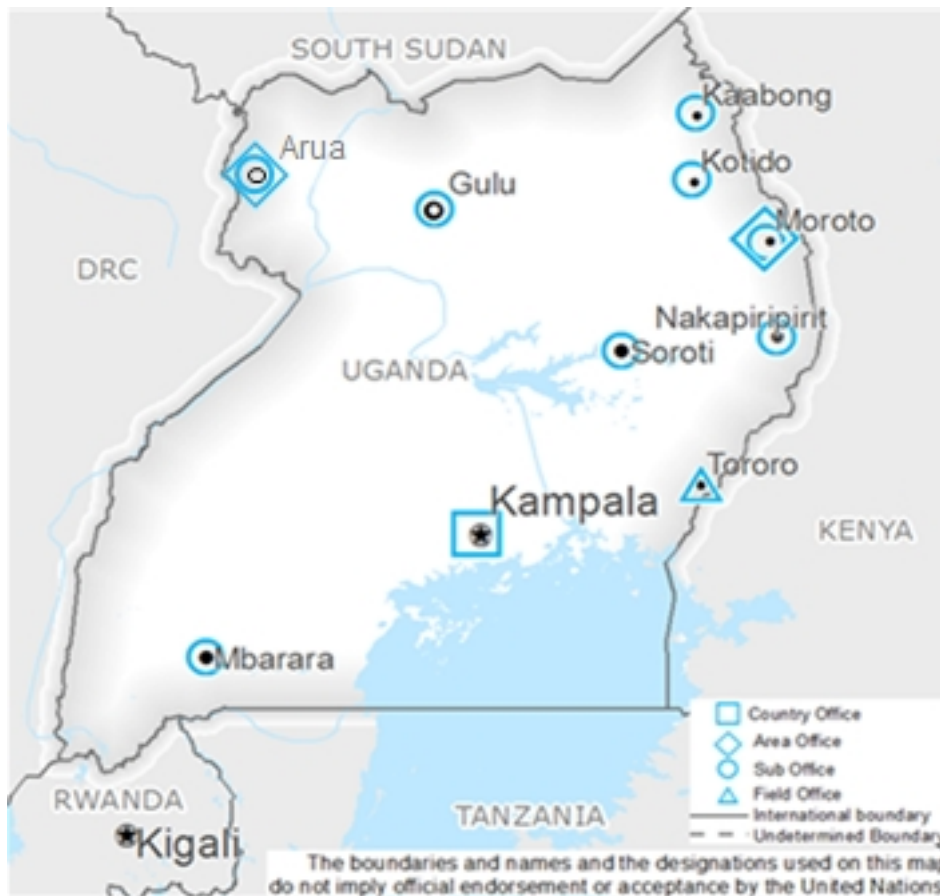 SOUTH SUDAN
Kaabong
Arua
Kotido
Gulu
Moroto
DRC
Nakapiripirit
Soroti
UGANDA
Tororo
Kampala
KENYA
Mbarara
Country Office
Area Office
Sub Office
Field Office
International boundary
Undetermined Boundary
RWANDA
TANZANIA
Kigali
The boundaries and names and the designations used on this map
do not imply official endorsement or acceptance by the United Nations